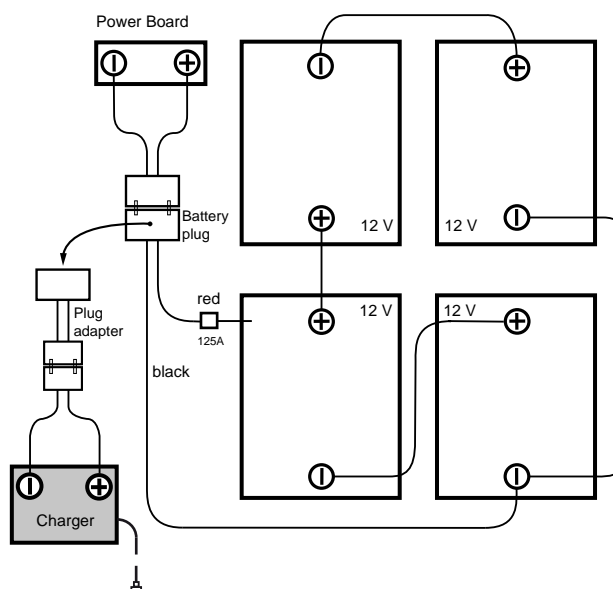 Power Board
12 V
12 V
Battery
plug
red
125A
12 V
12 V
Plug
adapter
black
Charger